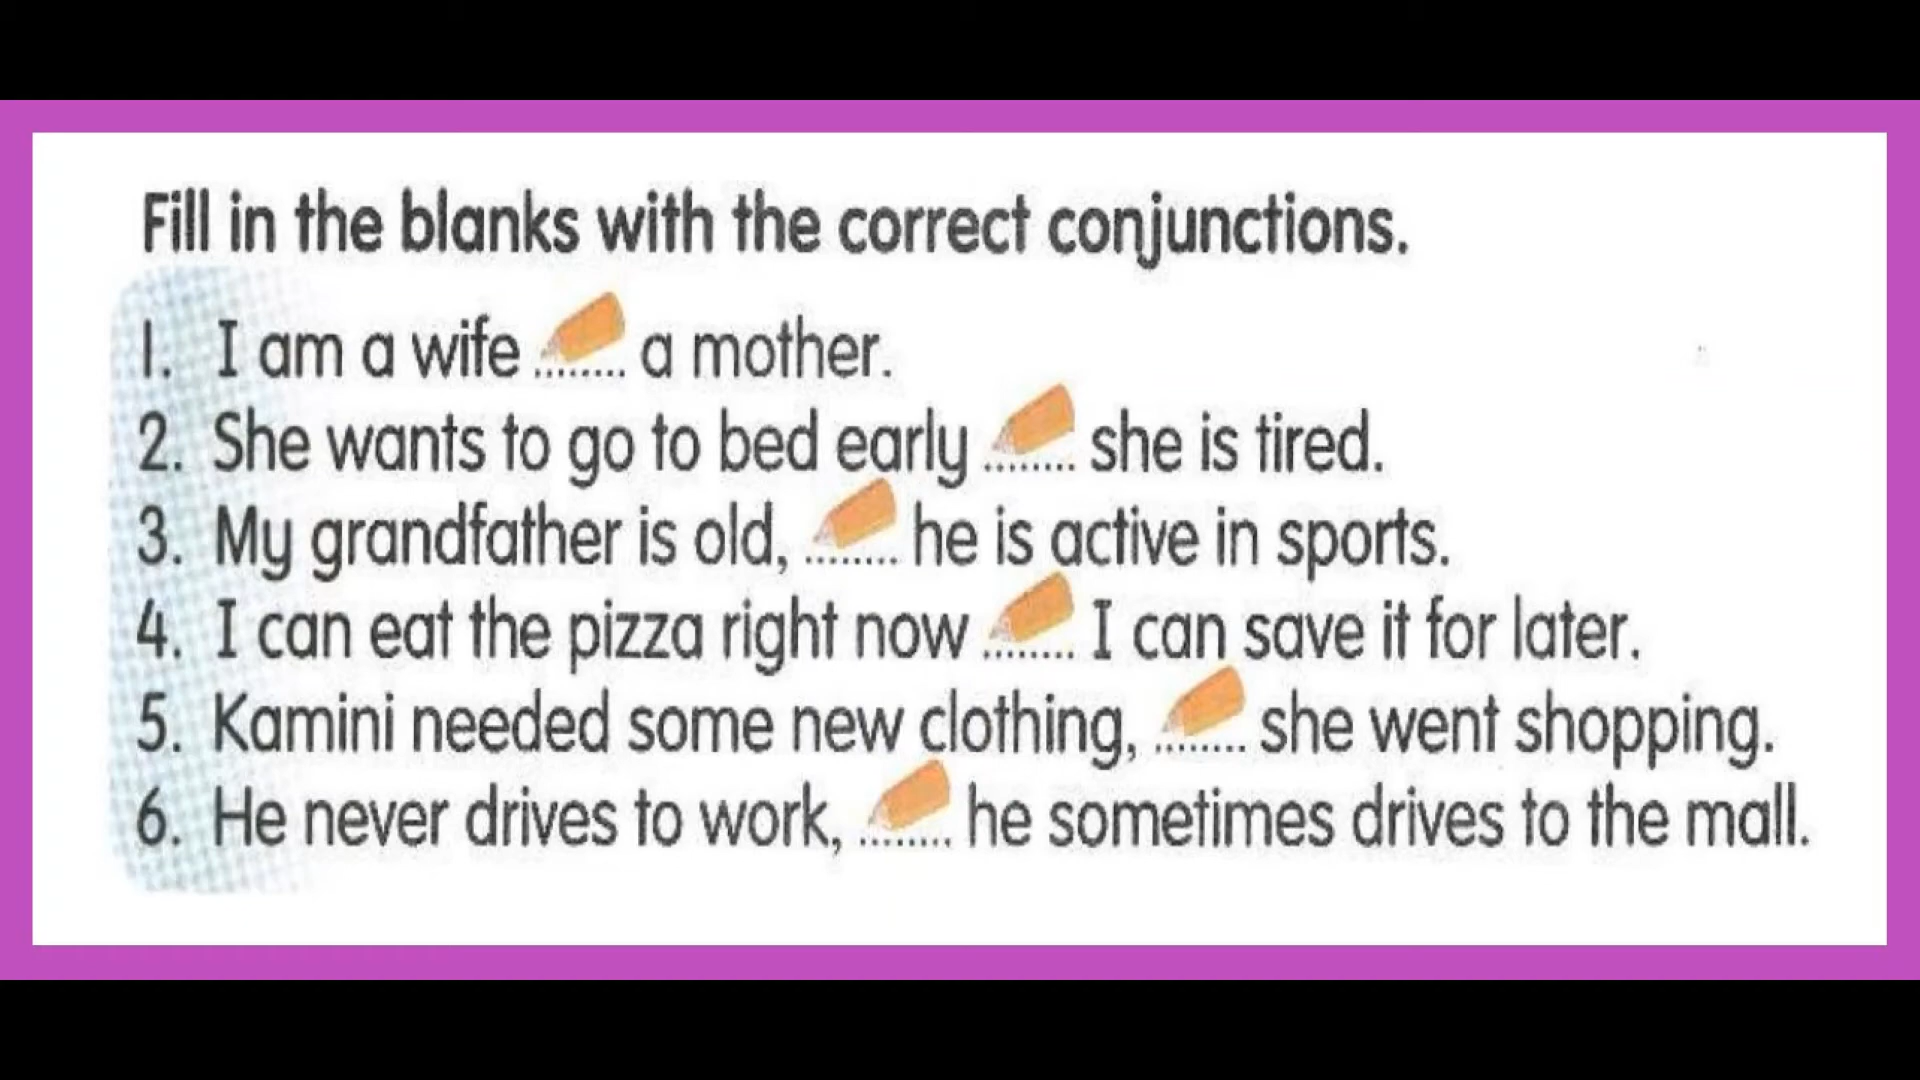 Fill in the blanks with the correct conjunctions.
1. I am a wife ........ a mother.
2. She wants to go to bed early ........ she is tired.
3. My grandfather is old, ........ he is active in sports.
4. I can eat the pizza right now ........ I can save it for later.
5. Kamini needed some new clothing, ........ she went shopping.
6. He never drives to work, ........ he sometimes drives to the mall.